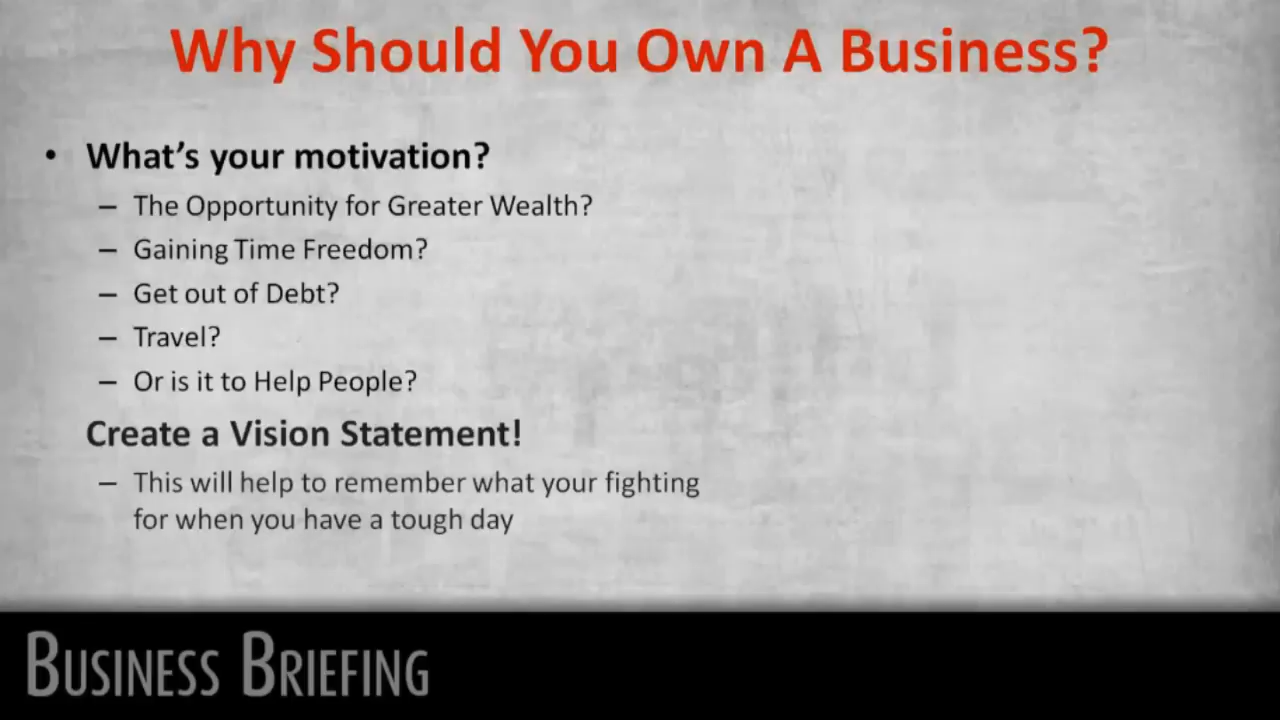 Why Should You Own A Business?
• What's your motivation?
– The Opportunity for Greater Wealth?
– Gaining Time Freedom?
– Get out of Debt?
– Travel?
– Or is it to Help People?
Create a Vision Statement!
– This will help to remember what your fighting
for when you have a tough day
BUSINESS BRIEFING